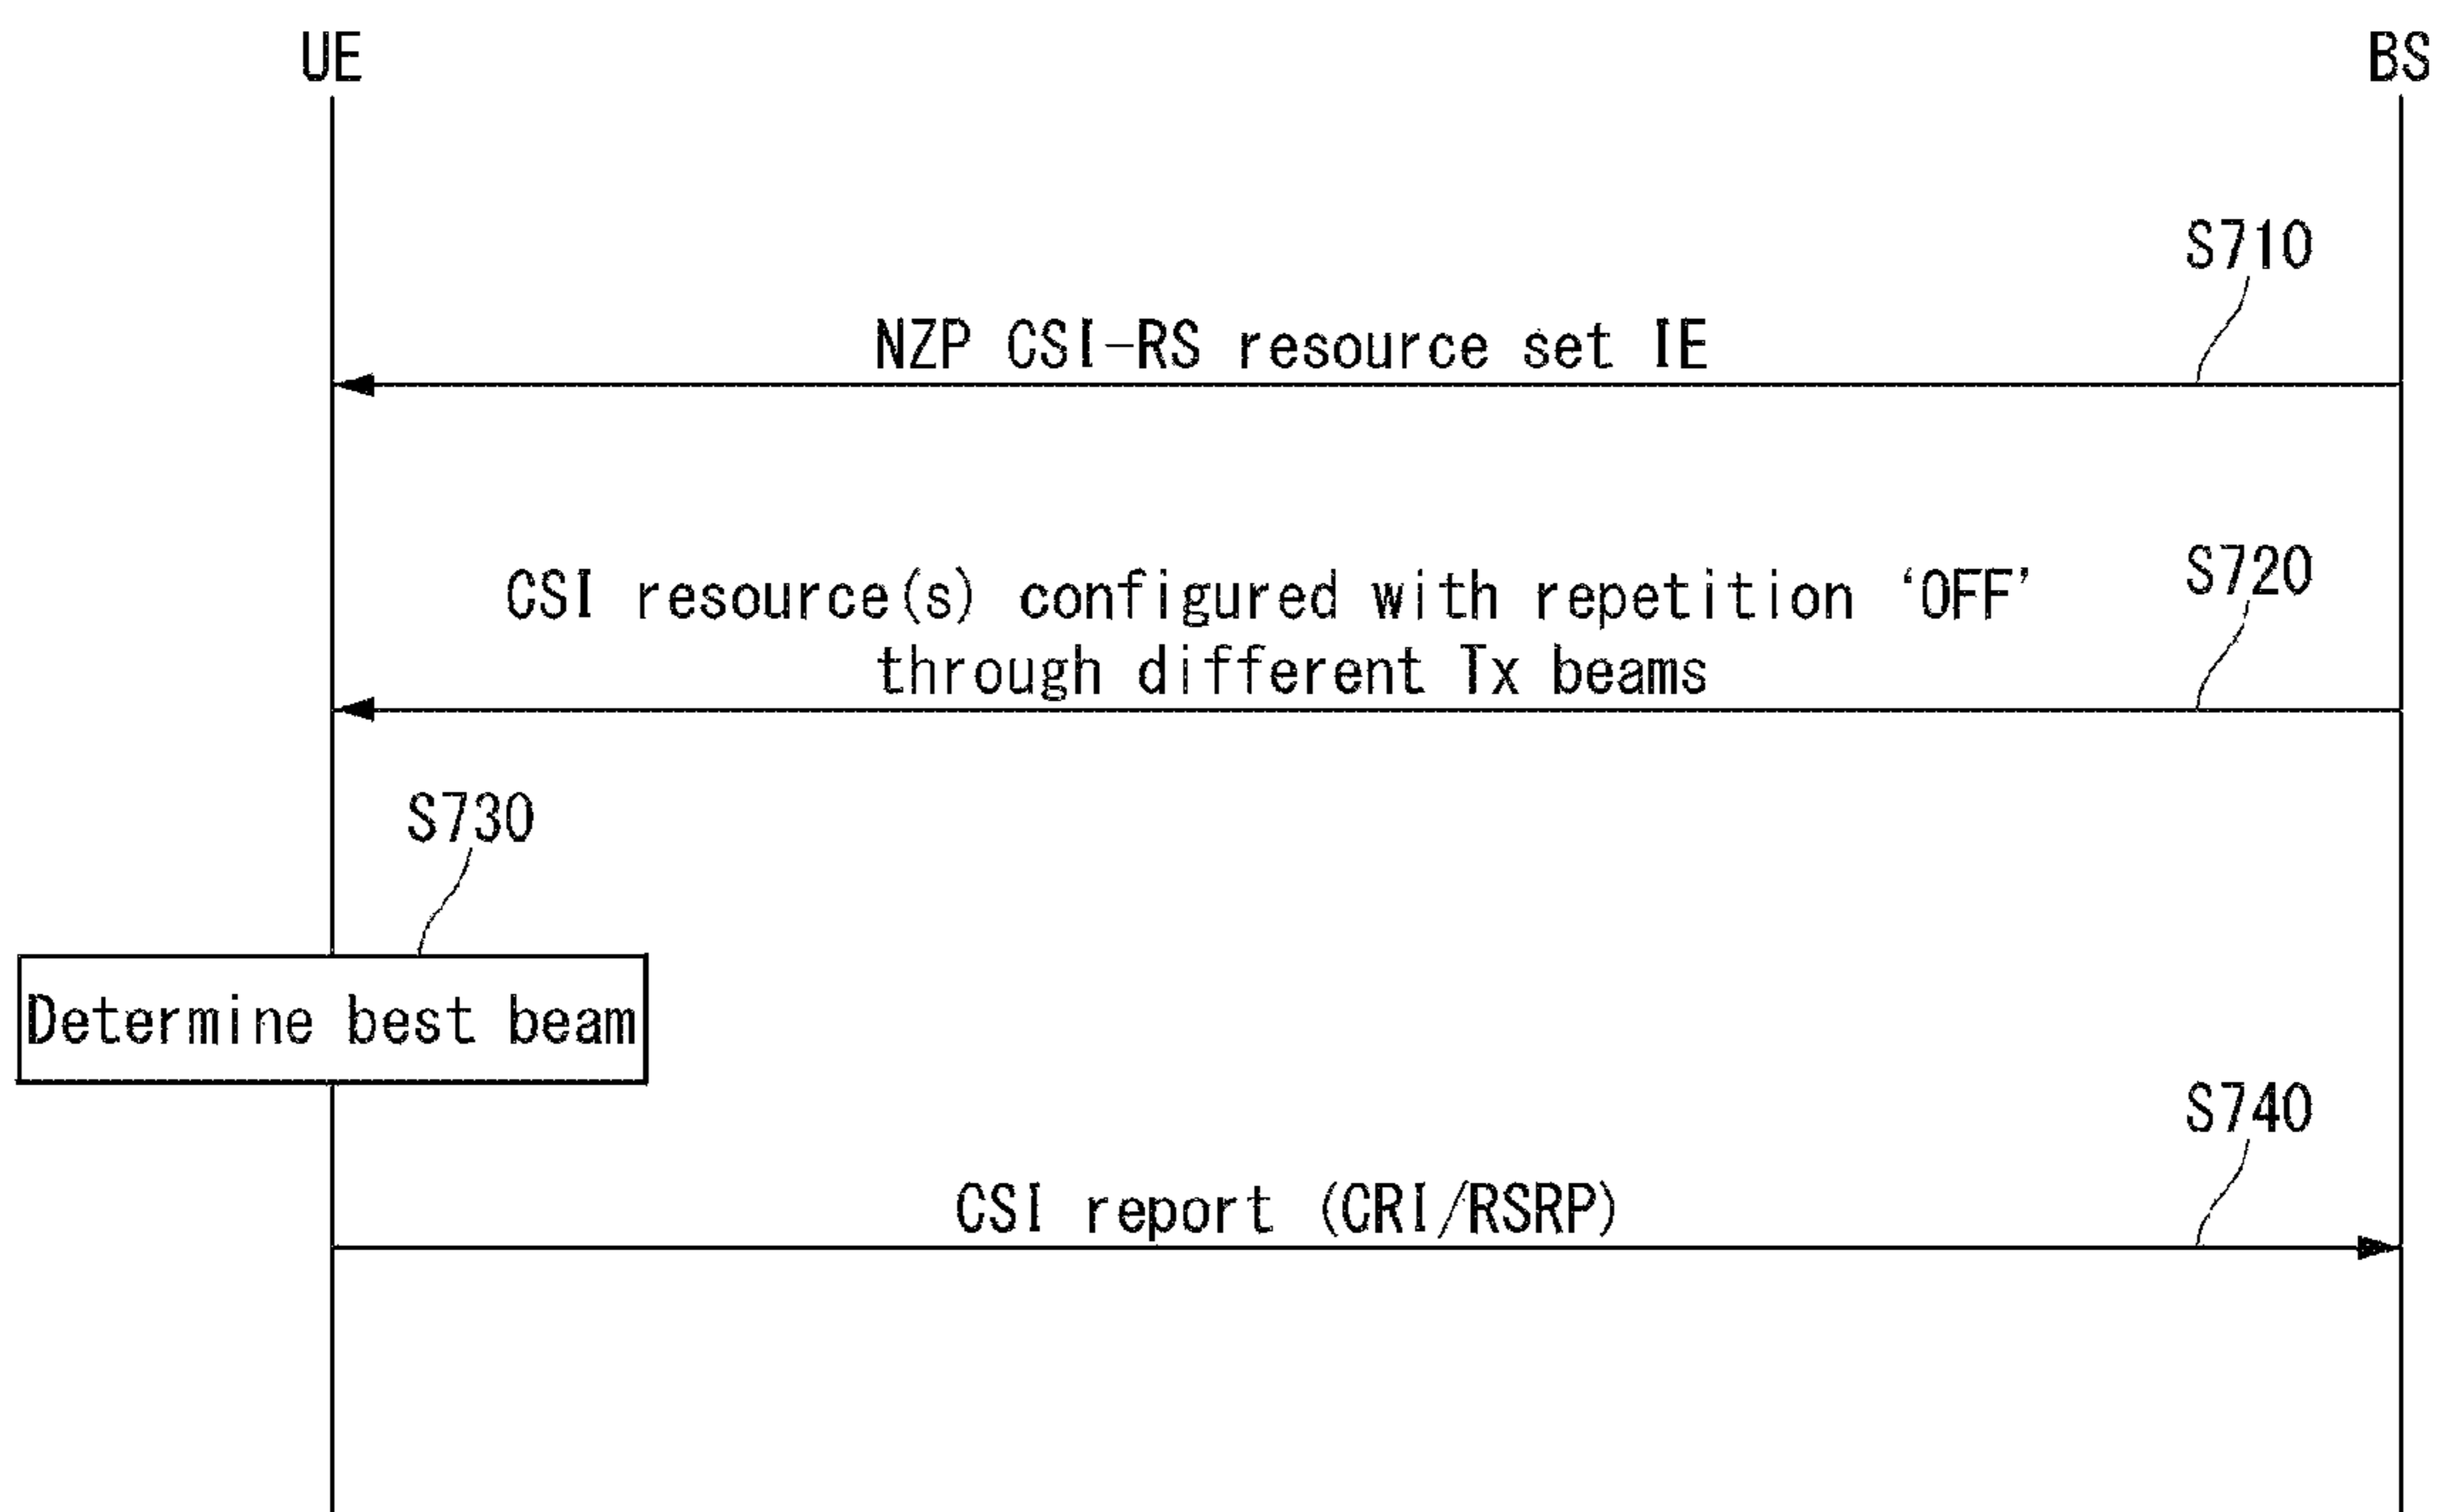 UE
BS
S710
NZP CSI-RS resource set IE
S720
CSI resource(s) configured with repetition ‘OFF’
through different Tx beams
S730
Determine best beam
S740
CSI report (CRI/RSRP)